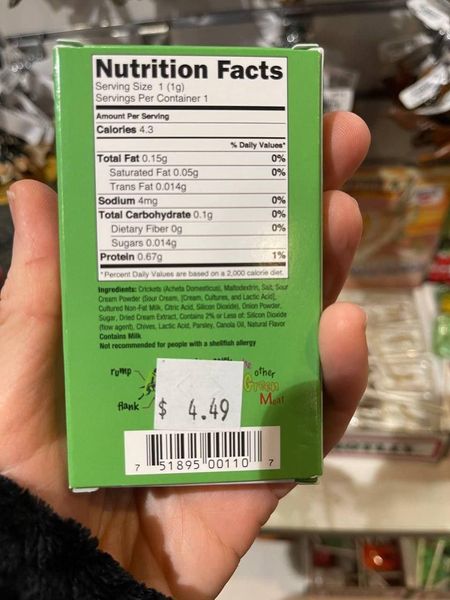 Nutrition Facts
Serving Size 1 (1g)
Servings Per Container 1
Amount Per Serving
Calories 4.3
% Daily Values*
Total Fat 0.15g 0%
Saturated Fat 0.05g 0%
Trans Fat 0.014g
Sodium 4mg 0%
Total Carbohydrate 0.1g 0%
Dietary Fiber 0g 0%
Sugars 0.014g
Protein 0.67g 1%
*Percent Daily Values are based on a 2,000 calorie diet.
Ingredients: Crickets (Acheta Domesticus), Maltodextrin, Salt, Sour
Cream Powder (Sour Cream, [Cream, Cultures, and Lactic Acid],
Cultured Non-Fat Milk, Citric Acid, Silicon Dioxide), Onion Powder,
Sugar, Dried Cream Extract, Contains 2% or Less of: Silicon Dioxide
(flow agent), Chives, Lactic Acid, Parsley, Canola Oil, Natural Flavor
Contains Milk
Not recommended for people with a shellfish allergy
rump
other
Green
flank
Meat
$ 4.49
7 51895 00110 7